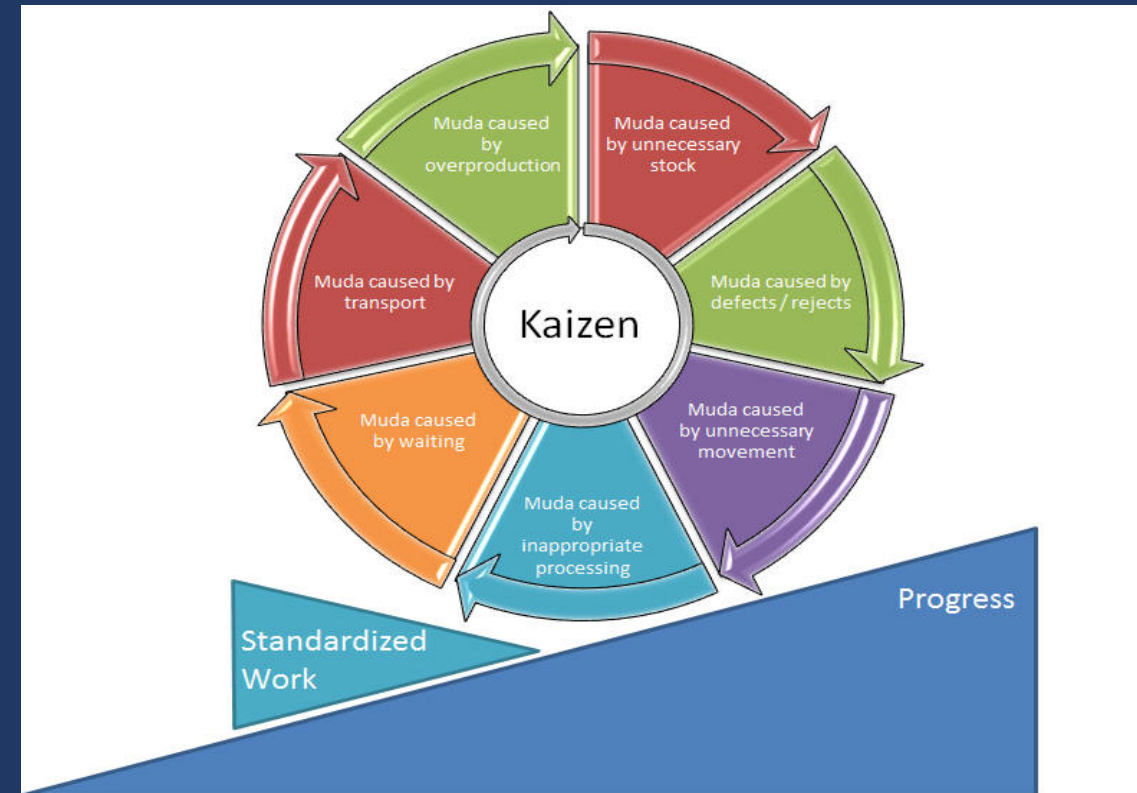 Muda caused
by
overproduction
Muda caused
by unnecessary
stock
Muda caused by
transport
Muda caused by
defects / rejects
Kaizen
Muda caused
by waiting
Muda caused
by unnecessary
movement
Muda caused
by
inappropriate
processing
Standardized
Work
Progress